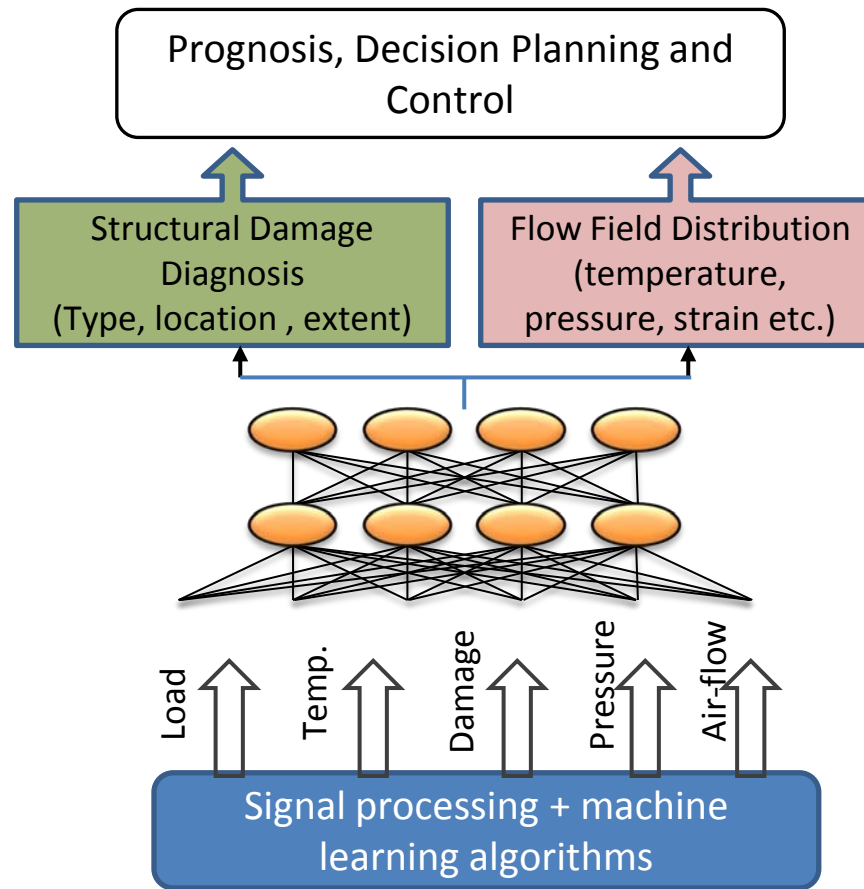 Prognosis, Decision Planning and
Control
Structural Damage
Diagnosis
(Type, location , extent)
Flow Field Distribution
(temperature,
pressure, strain etc.)
Load
Temp.
Damage
Pressure
Air-flow
Signal processing + machine
learning algorithms